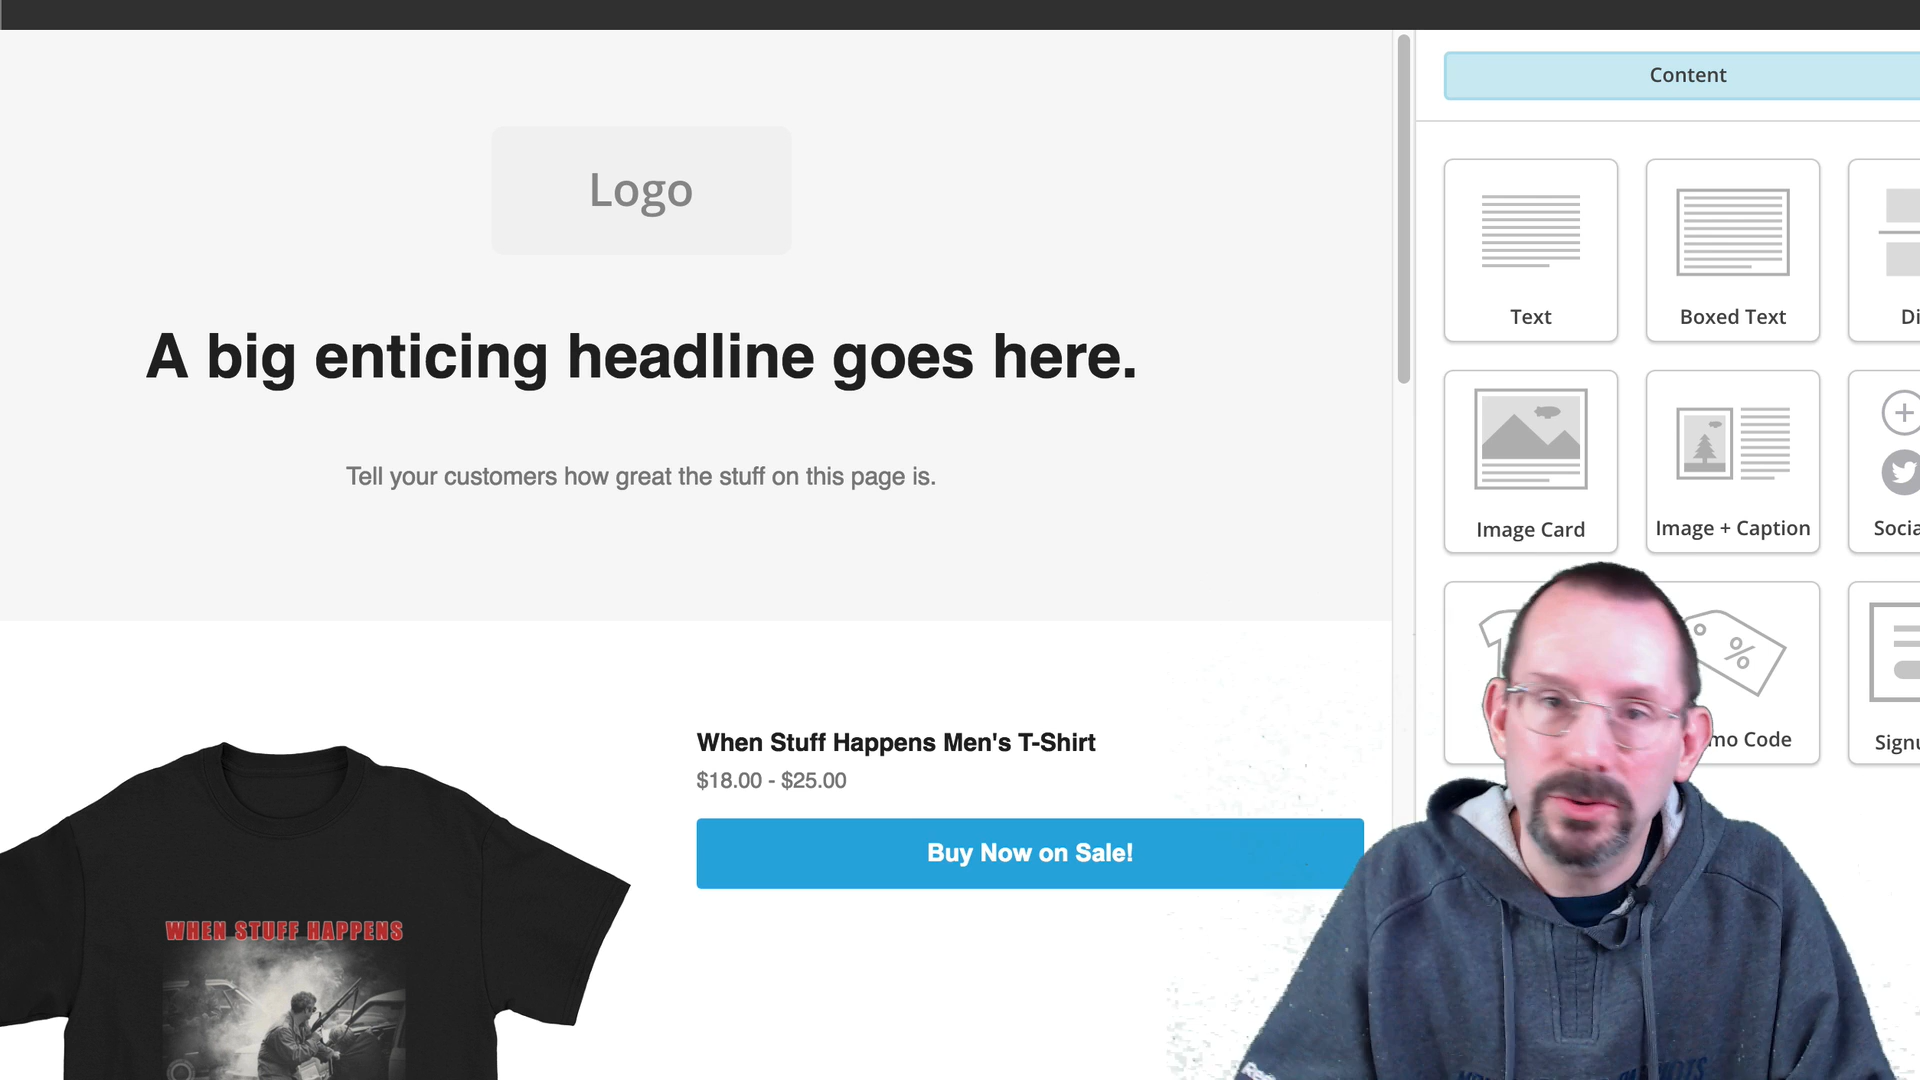 Content
Logo
A big enticing headline goes here.
Tell your customers how great the stuff on this page is.
Text
Boxed Text
Image Card
Image + Caption
Code
When Stuff Happens Men's T-Shirt
$18.00 - $25.00
Buy Now on Sale!
WHEN STUFF HAPPENS